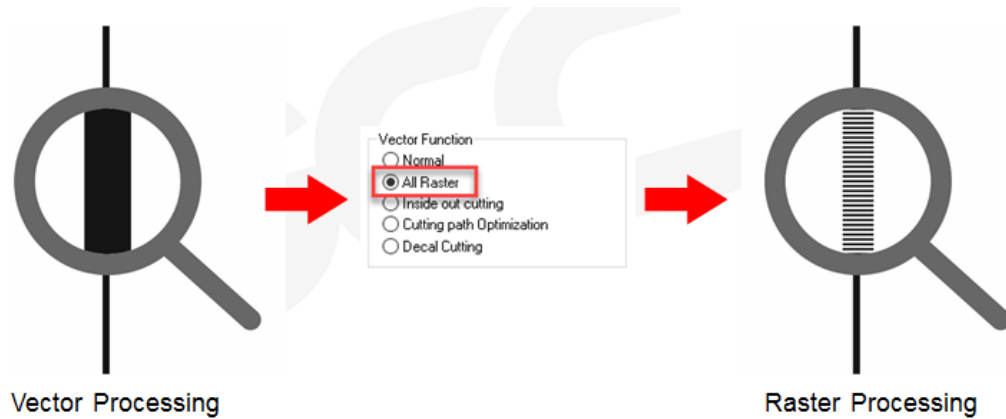 Vector Function
Normal
All Raster
Inside out cutting
Cutting path Optimization
Decal Cutting
Vector Processing
Raster Processing